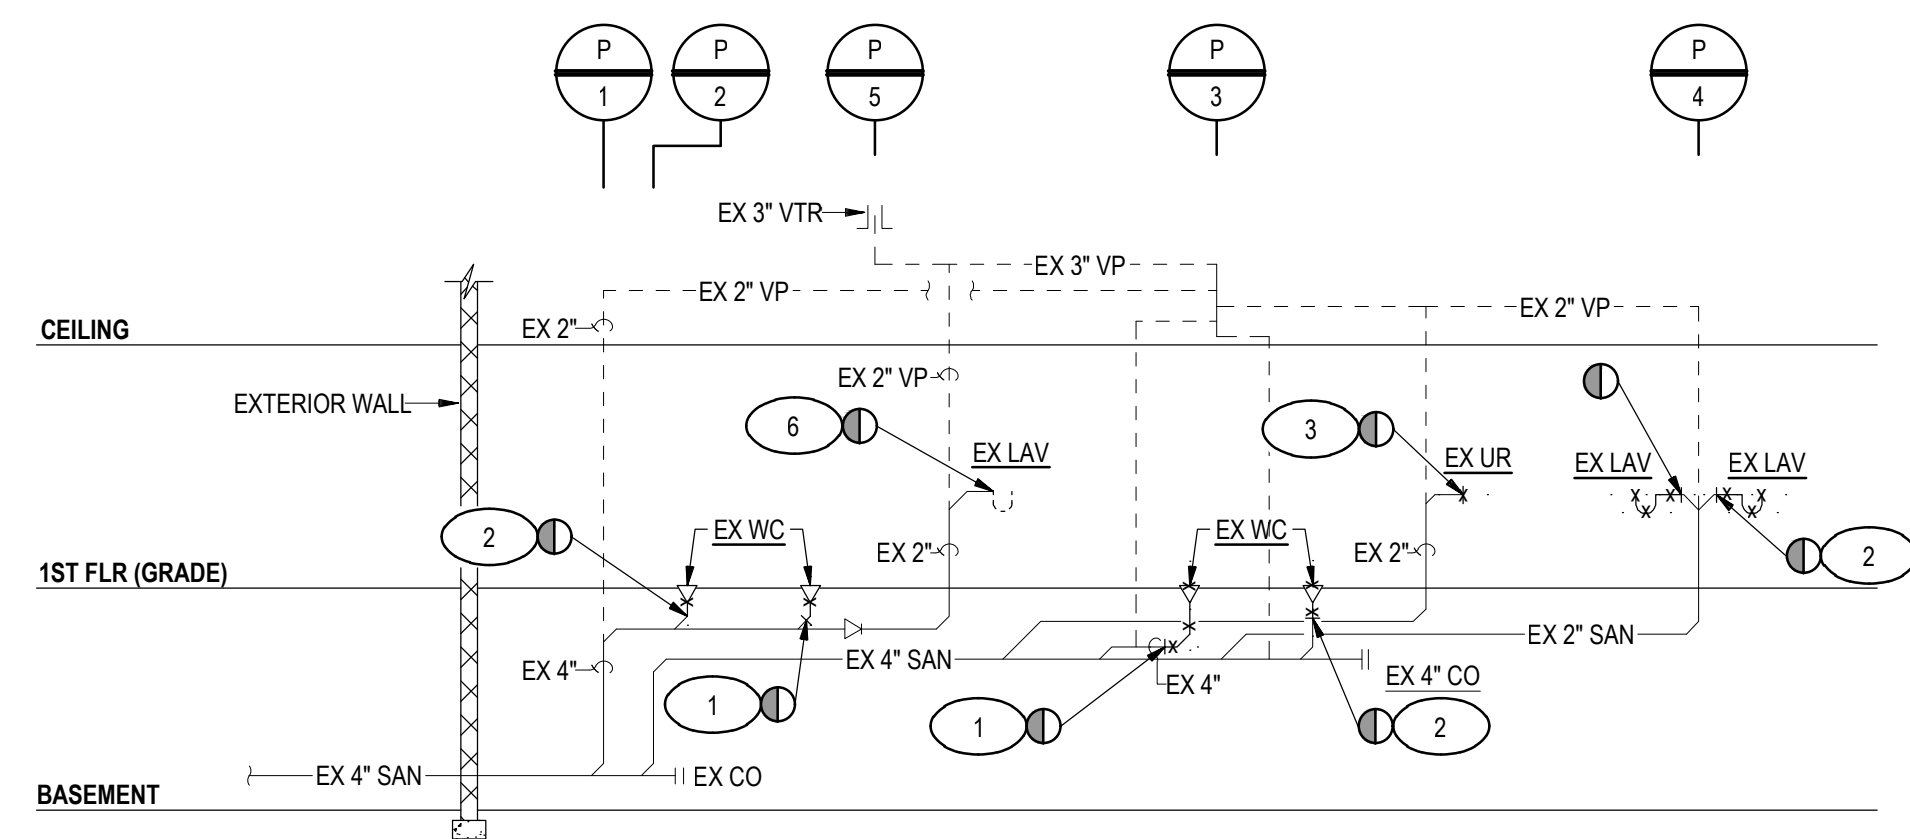 P
1
P
2
P
5
P
3
P
4
EX 3" VTR
EX 3" VP
EX 2" VP
EX 2" VP
EX 2"
CEILING
EX 2" VP
EXTERIOR WALL
6
3
EX LAV
EX UR
EX LAV
EX LAV
2
EX WC
EX 2"
EX WC
EX 2"
2
1ST FLR (GRADE)
EX 2" SAN
EX 4"
EX 4" SAN
EX 4"
EX 4" CO
1
1
2
EX 4" SAN
EX CO
BASEMENT